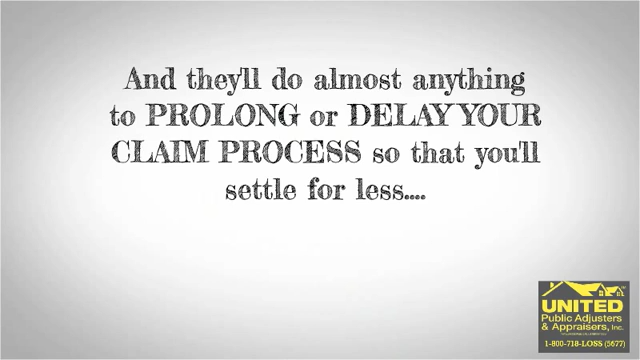 And they'll do almost anything
to PROLONG or DELAY YOUR
CLAIM PROCESS so that you'll
settle for less....
UNITED
Public Adjusters
& Appraisers, Inc.
1-800-718-LOSS (5677)